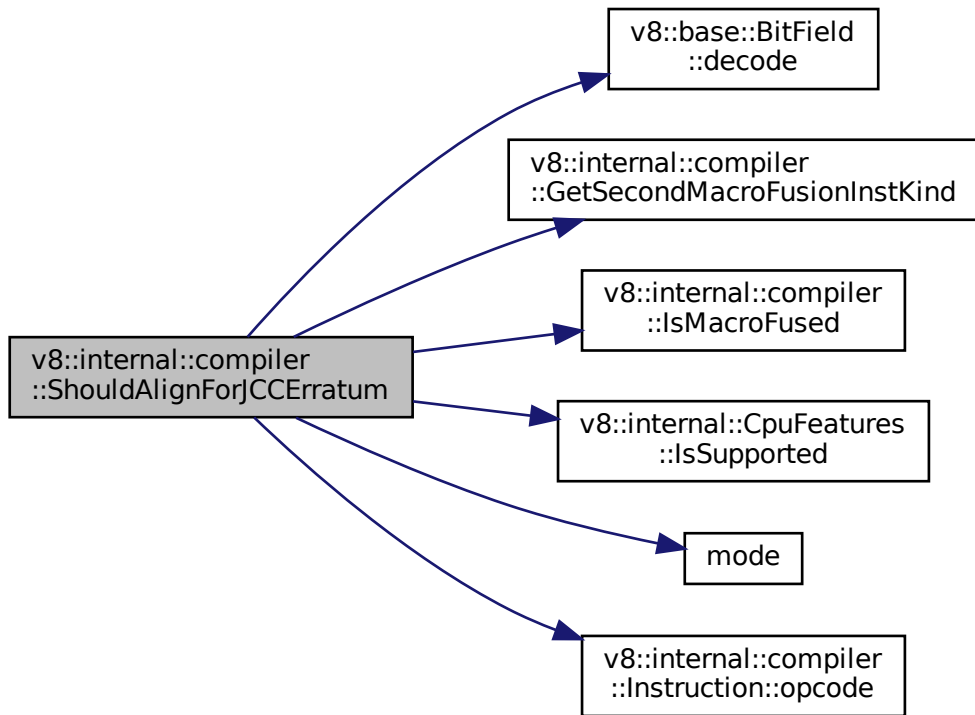 v8::base::BitField
::decode
v8::internal::compiler
::GetSecondMacroFusionInstKind
v8::internal::compiler
::IsMacroFused
v8::internal::compiler
::ShouldAlignForJCCErratum
v8::internal::CpuFeatures
::IsSupported
mode
v8::internal::compiler
::Instruction::opcode